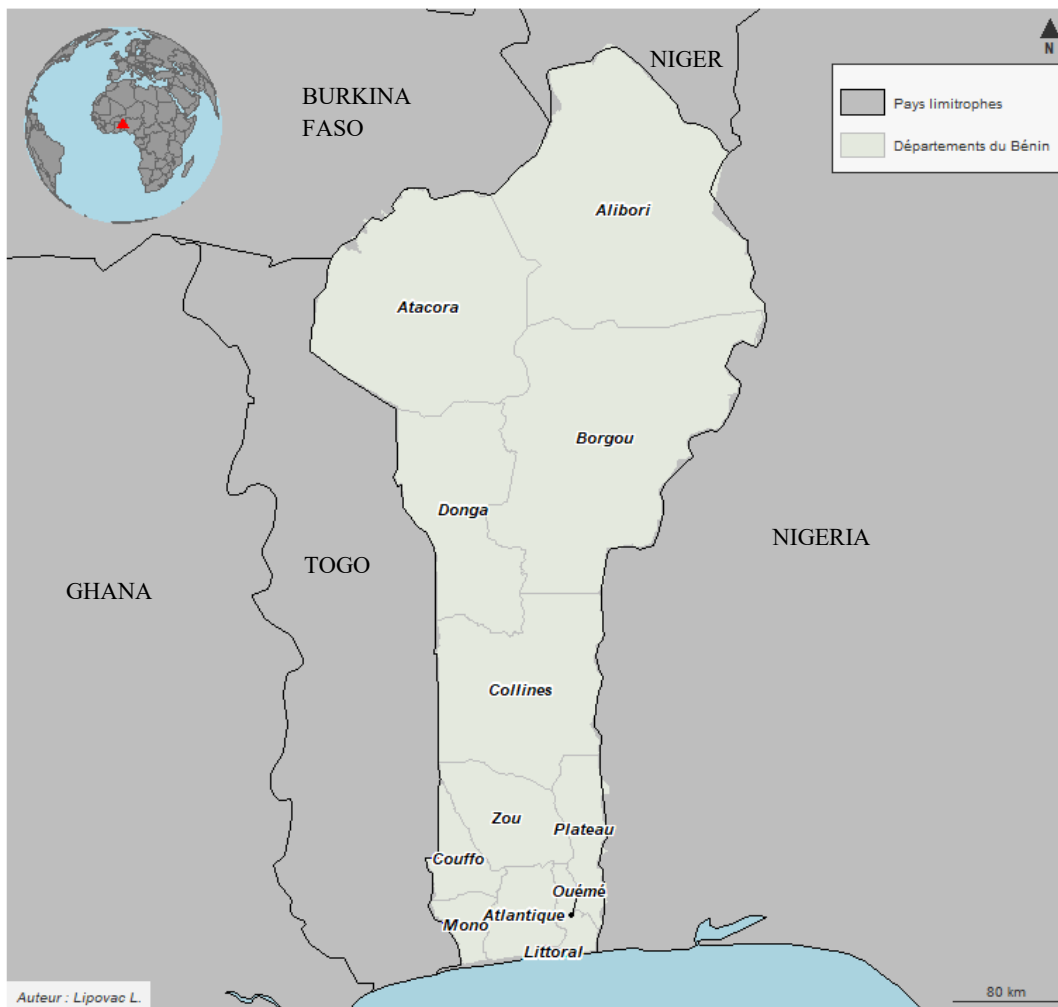 N
NIGER
BURKINA
FASO
Pays limitrophes
Départements du Bénin
Alibori
Atacora
Borgou
Donga
NIGERIA
TOGO
GHANA
Collines
Zou
Plateau
Couffo
Ouémé
Atlantique
Mono
Littoral
80 km
Auteur : Lipovac L.